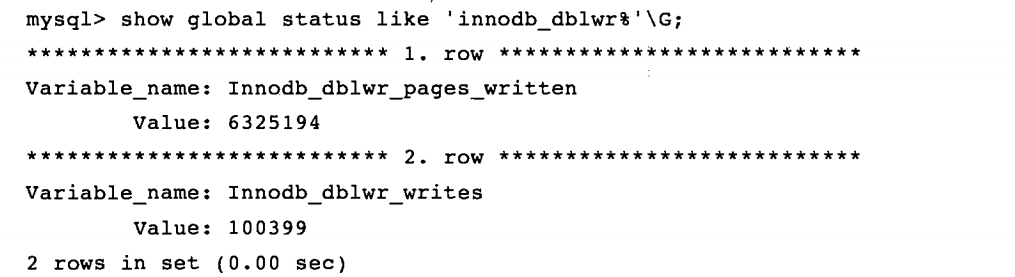 mysql> show global status like 'innodb_dblwr%'\G;
*************************** 1. row ***************************
Variable_name: Innodb_dblwr_pages_written
        Value: 6325194
*************************** 2. row ***************************
Variable_name: Innodb_dblwr_writes
        Value: 100399
2 rows in set (0.00 sec)